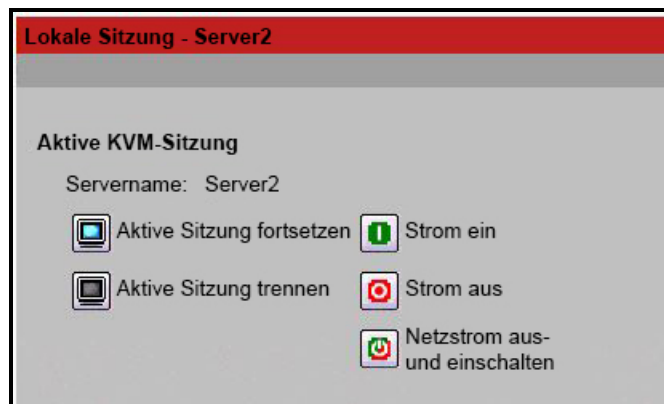 Lokale Sitzung - Server2
Aktive KVM-Sitzung
Servername: Server2
Aktive Sitzung fortsetzen
Strom ein
Aktive Sitzung trennen
Strom aus
Netzstrom aus-
und einschalten